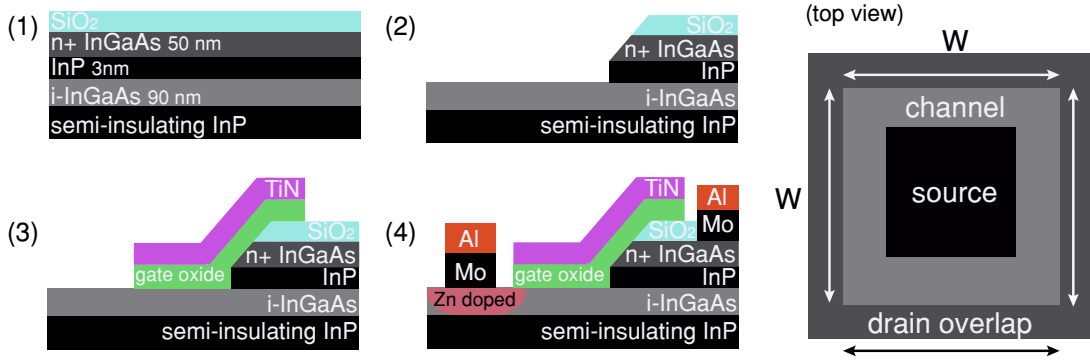 (1)
SiO₂
n+ InGaAs 50 nm
InP 3nm
i-InGaAs 90 nm
semi-insulating InP
(2)
SiO₂
n+ InGaAs
InP
i-InGaAs
semi-insulating InP
(3)
TiN
SiO₂
gate oxide
n+ InGaAs
InP
i-InGaAs
semi-insulating InP
(4)
TiN
Al
Mo
SiO₂
Al
Mo
gate oxide
n+ InGaAs
InP
Zn doped
i-InGaAs
semi-insulating InP
(top view)
W
channel
W
source
drain overlap